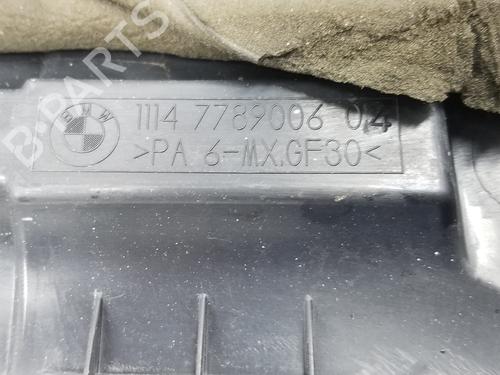 B-PARTS
BMW
1114 7789006 04
>PA 6-MX.GF30<